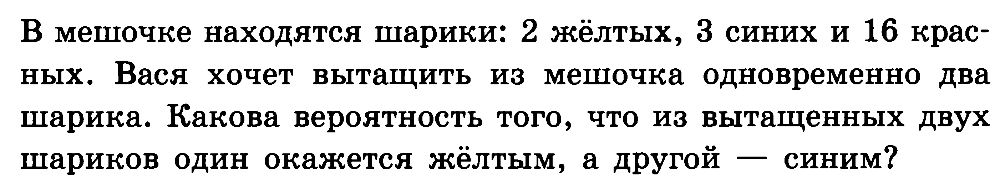 В мешочке находятся шарики: 2 жёлтых, 3 синих и 16 крас-
ных. Вася хочет вытащить из мешочка одновременно два
шарика. Какова вероятность того, что из вытащенных двух
шариков один окажется жёлтым, а другой — синим?